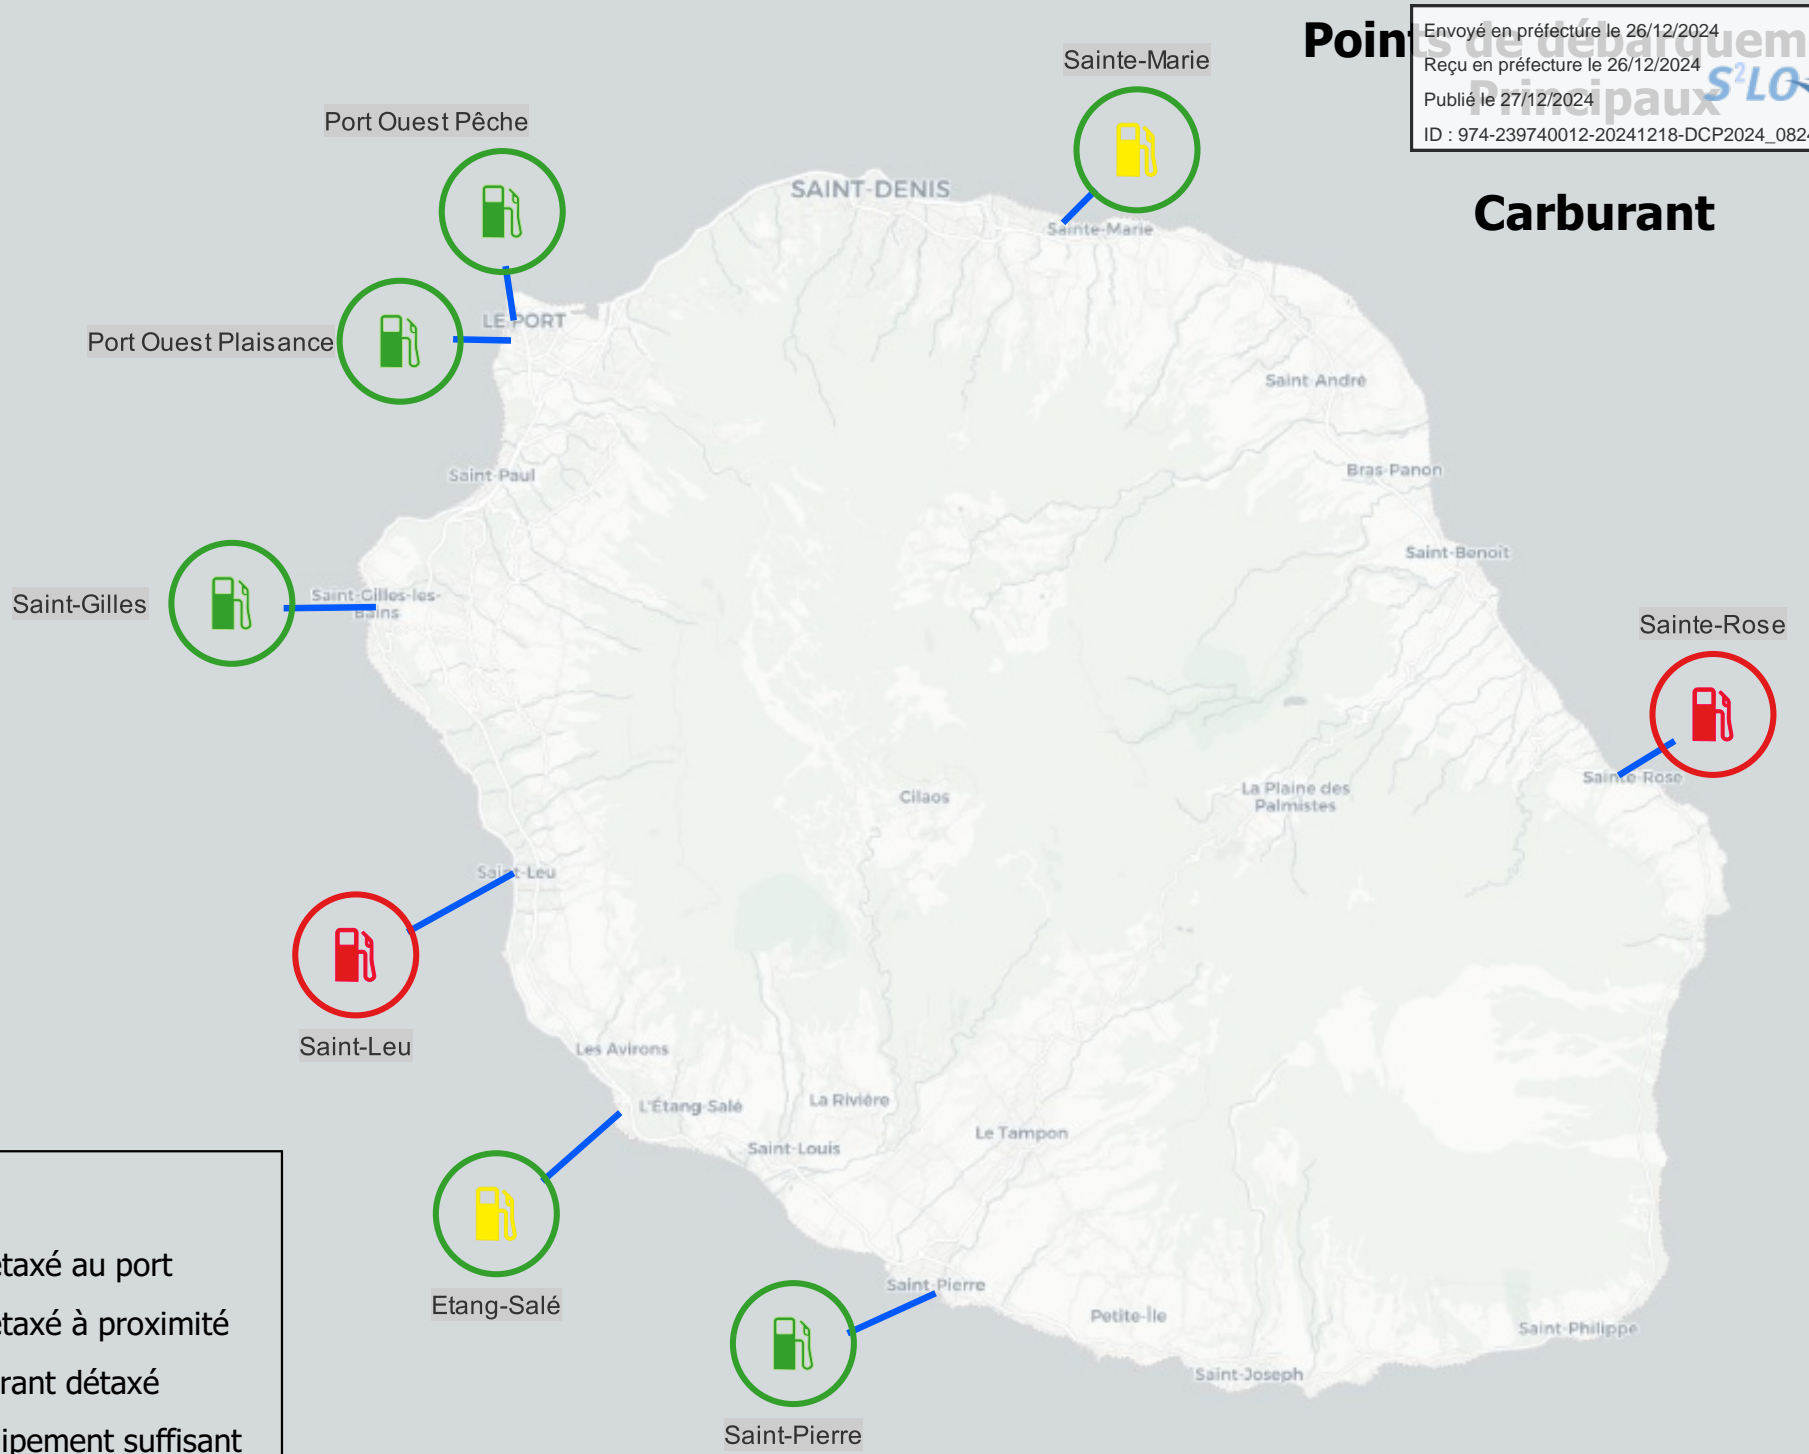 Points de débarquem
Principaux
Envoyé en préfecture le 26/12/2024
Reçu en préfecture le 26/12/2024
Publié le 27/12/2024
S²LO
ID : 974-239740012-20241218-DCP2024_082
Carburant
Sainte-Marie
Port Ouest Pêche
SAINT-DENIS
Sainte-Marie
LE PORT
Port Ouest Plaisance
Saint-André
Saint-Paul
Bras-Panon
Saint-Benoit
Saint-Gilles
Saint-Gilles-les-
Bains
Sainte-Rose
Sainte-Rose
Cilaos
La Plaine des
Palmistes
Saint-Leu
Saint-Leu
Les Avirons
L'Étang-Salé
La Rivière
Le Tampon
Saint-Louis
Etang-Salé
Saint-Pierre
Petite-Île
Saint-Philippe
Saint-Joseph
Saint-Pierre
étaxé au port
étaxé à proximité
rant détaxé
ipement suffisant